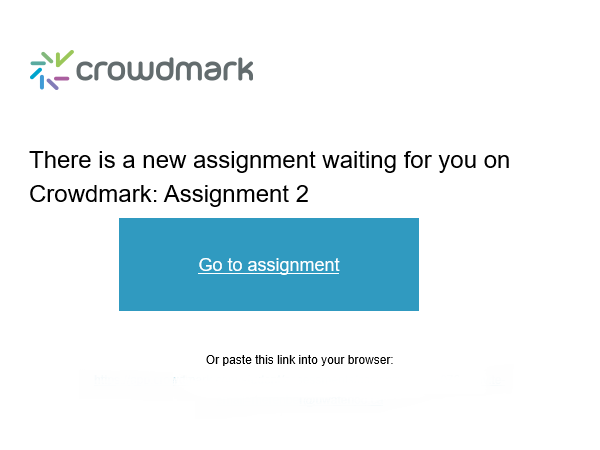 crowdmark
There is a new assignment waiting for you on
Crowdmark: Assignment 2
Go to assignment
Or paste this link into your browser: